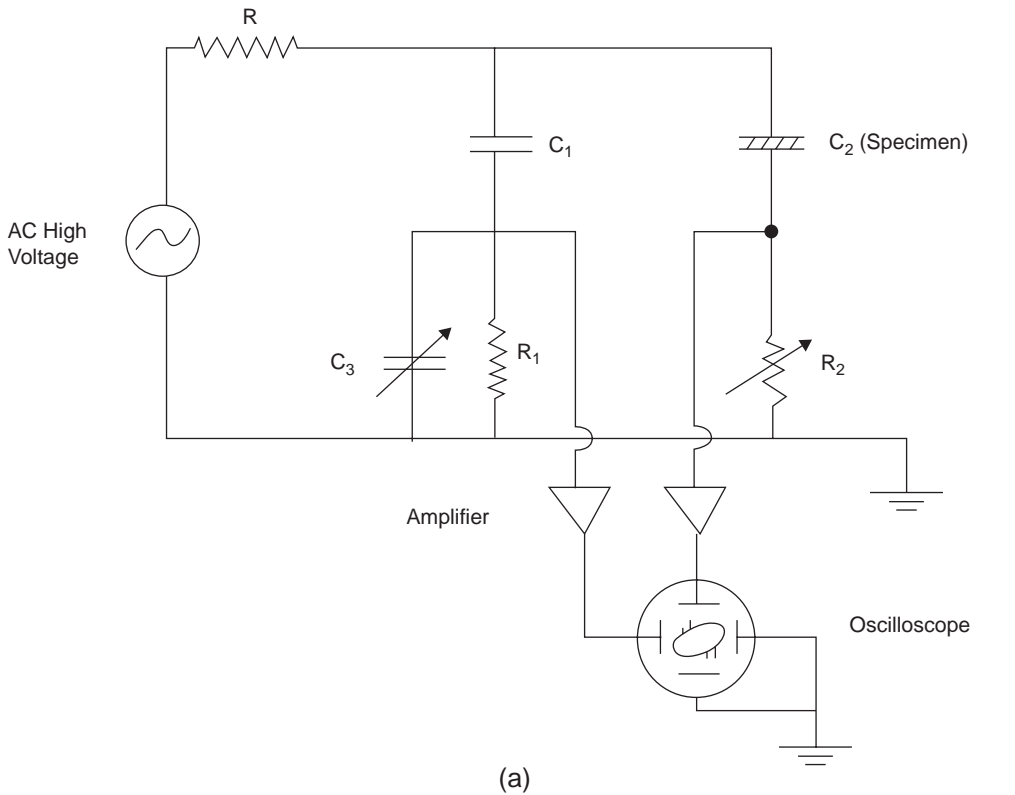 R
C1
C2 (Specimen)
AC High
Voltage
C3
R1
R2
Amplifier
Oscilloscope
(a)